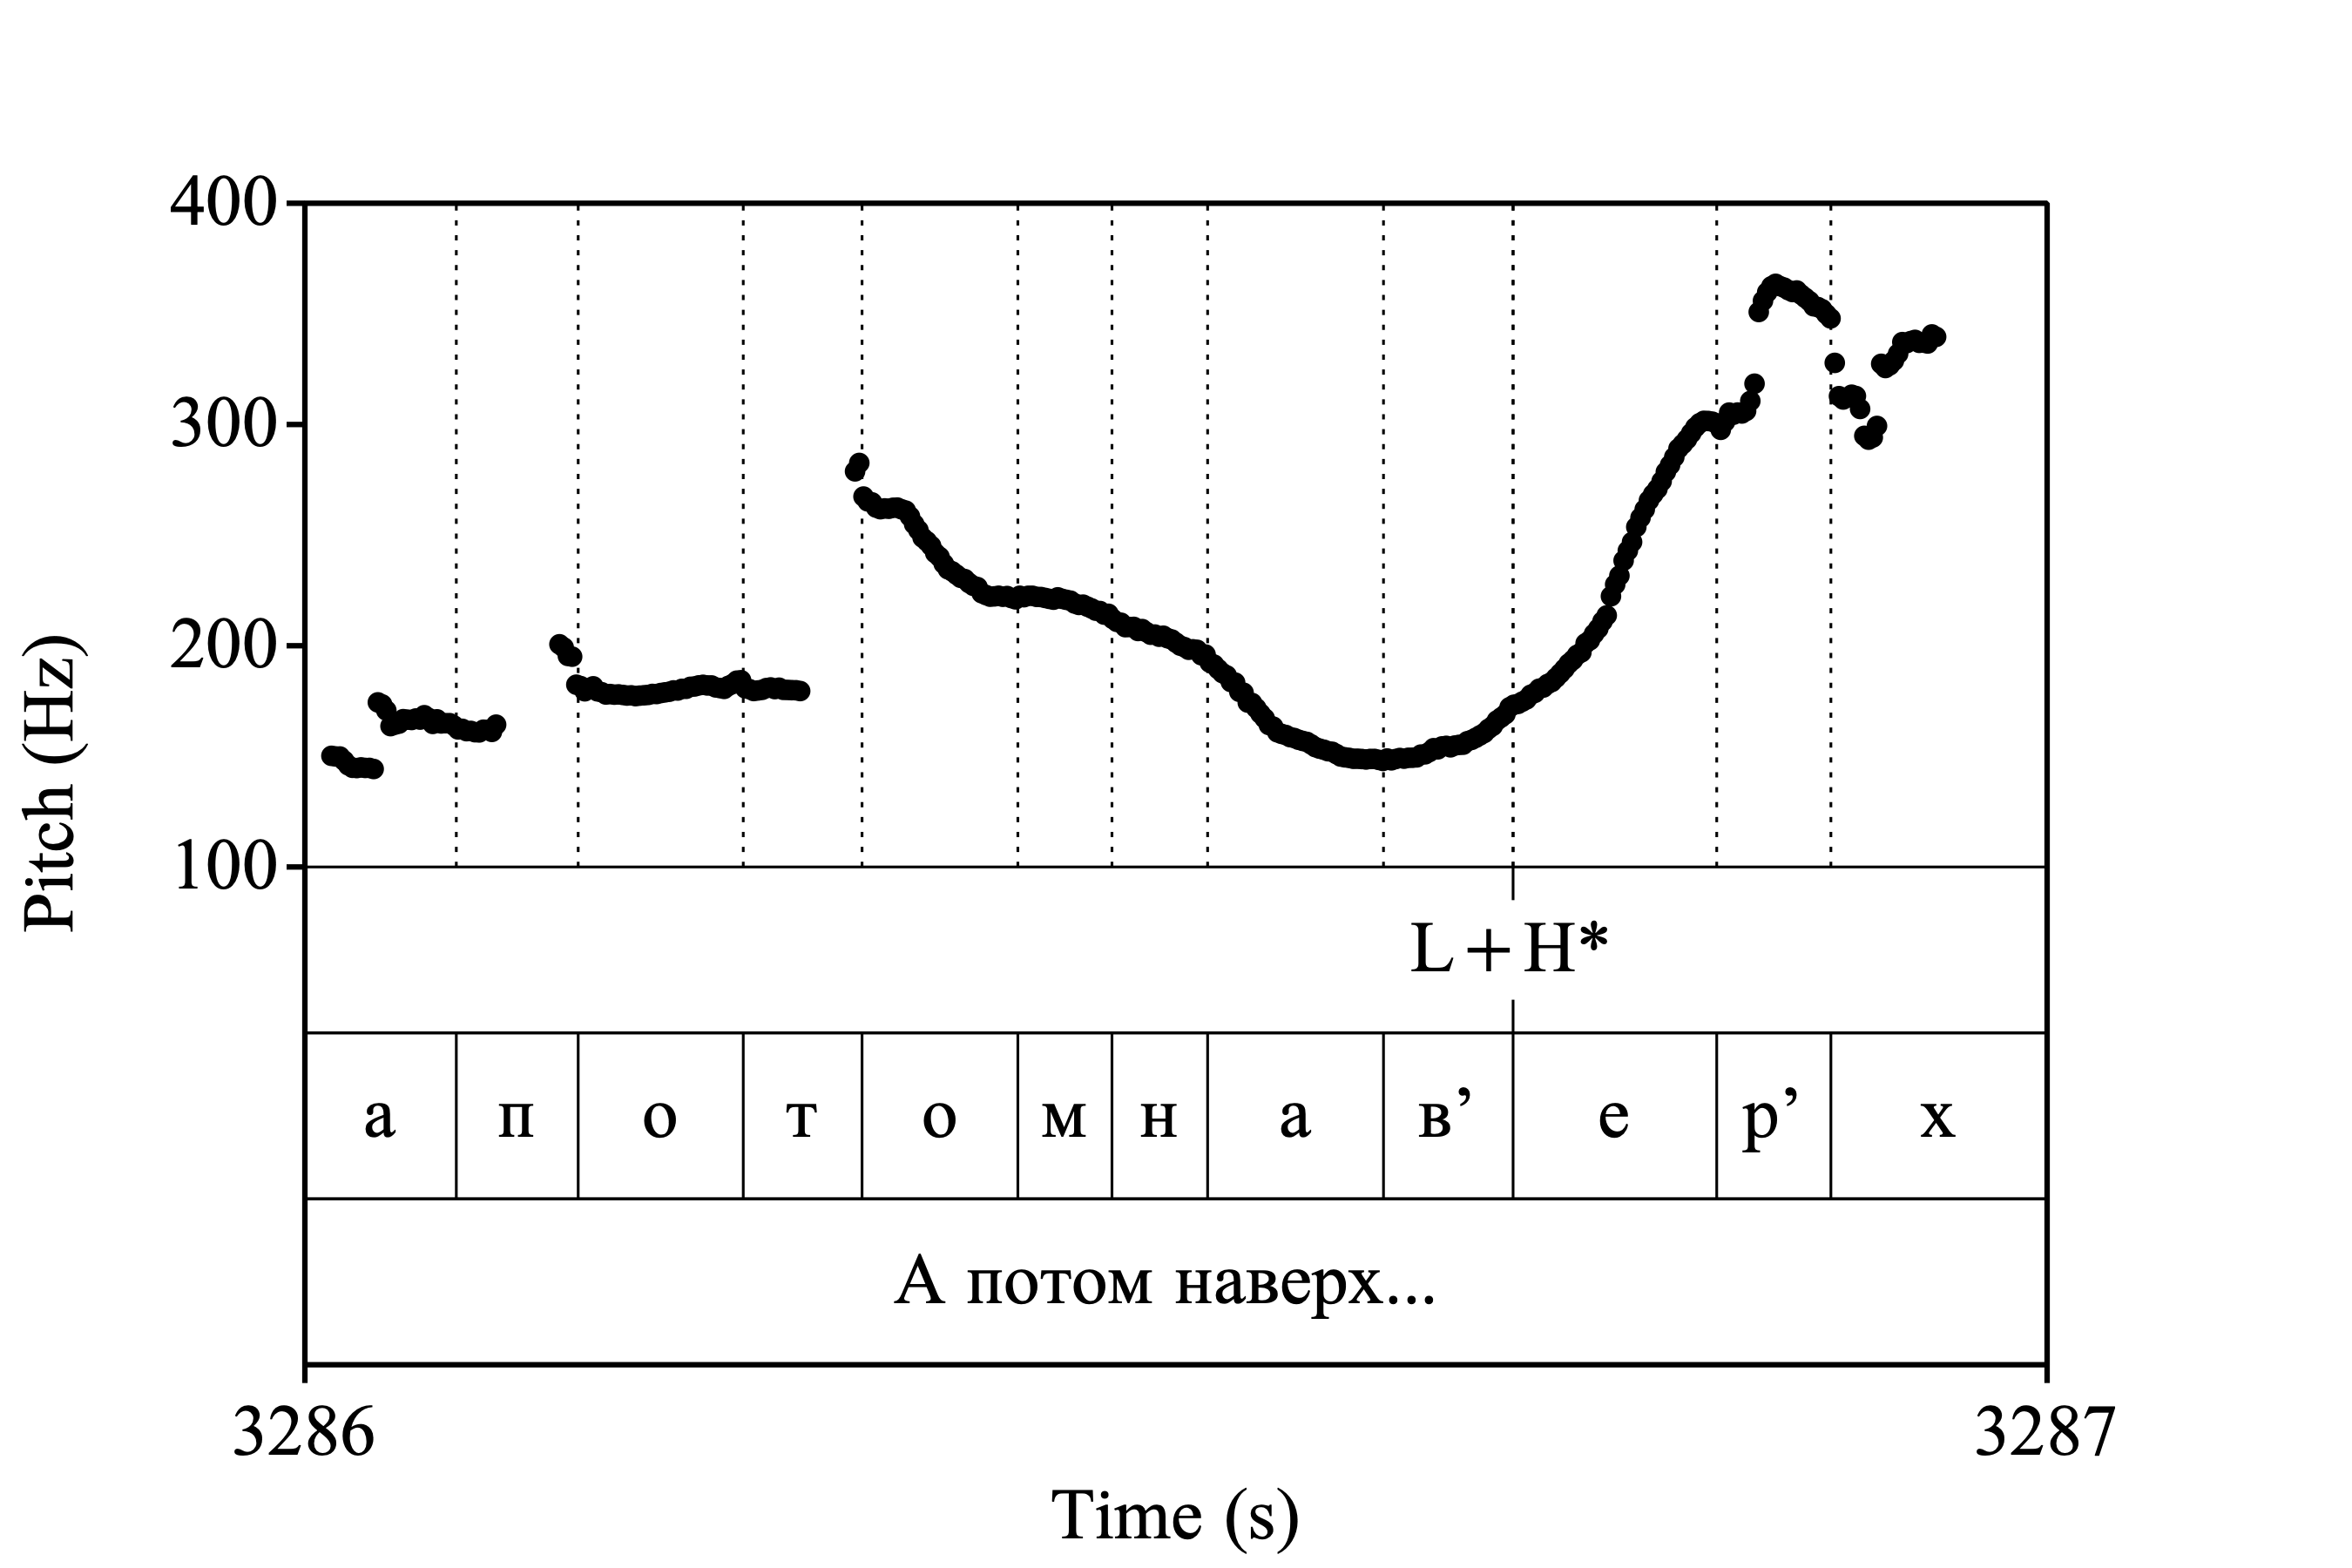 400
300
200
100
Pitch (Hz)
L + H*
а п о т о м н а в’ е р’ х
А потом наверх...
3286 3287
Time (s)